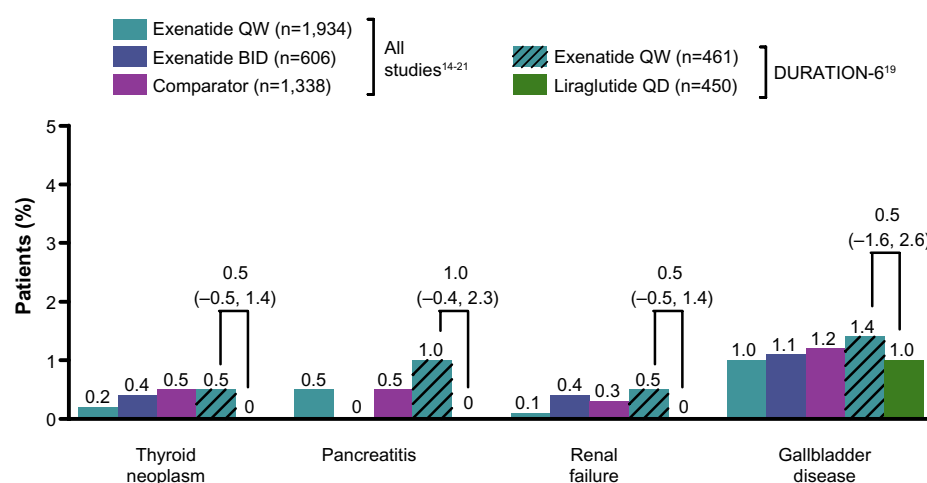 Exenatide QW (n=1,934)
Exenatide BID (n=606)
Comparator (n=1,338)
All
studies14-21
Exenatide QW (n=461)
Liraglutide QD (n=450)
DURATION-619
Patients (%)
5
4
3
2
1
0
0.5
(–0.5, 1.4)
0.2
0.4
0.5
0.5
0
Thyroid
neoplasm
1.0
(–0.4, 2.3)
0.5
0
0.5
1.0
0
Pancreatitis
0.5
(–0.5, 1.4)
0.1
0.4
0.3
0.5
0
Renal
failure
0.5
(–1.6, 2.6)
1.0
1.1
1.2
1.4
1.0
Gallbladder
disease